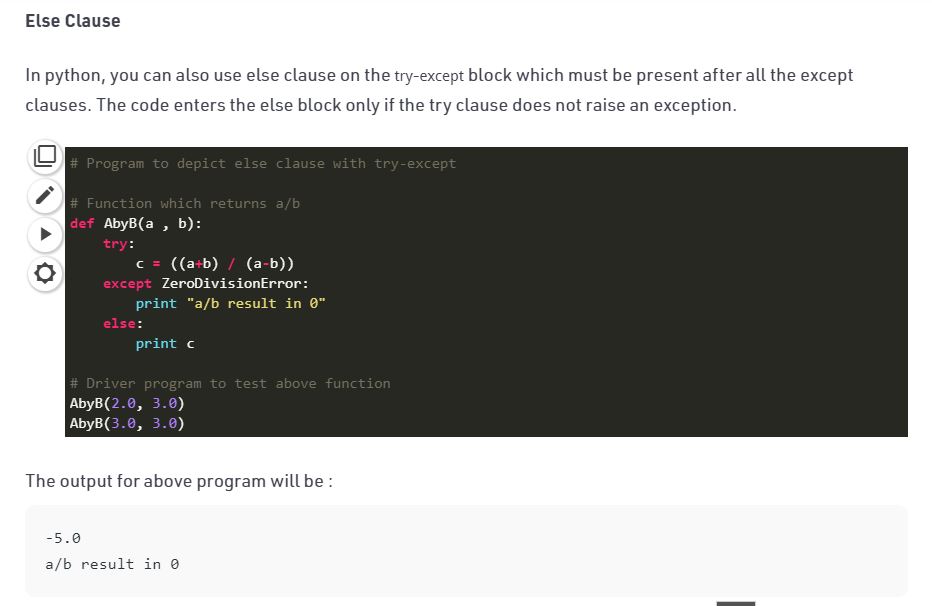 Else Clause
In python, you can also use else clause on the try-except block which must be present after all the except
clauses. The code enters the else block only if the try clause does not raise an exception.
# Program to depict else clause with try-except
# Function which returns a/b
def AbyB(a , b):
    try:
        c = ((a+b) / (a-b))
    except ZeroDivisionError:
        print "a/b result in 0"
    else:
        print c
# Driver program to test above function
AbyB(2.0, 3.0)
AbyB(3.0, 3.0)
The output for above program will be :
-5.0
a/b result in 0